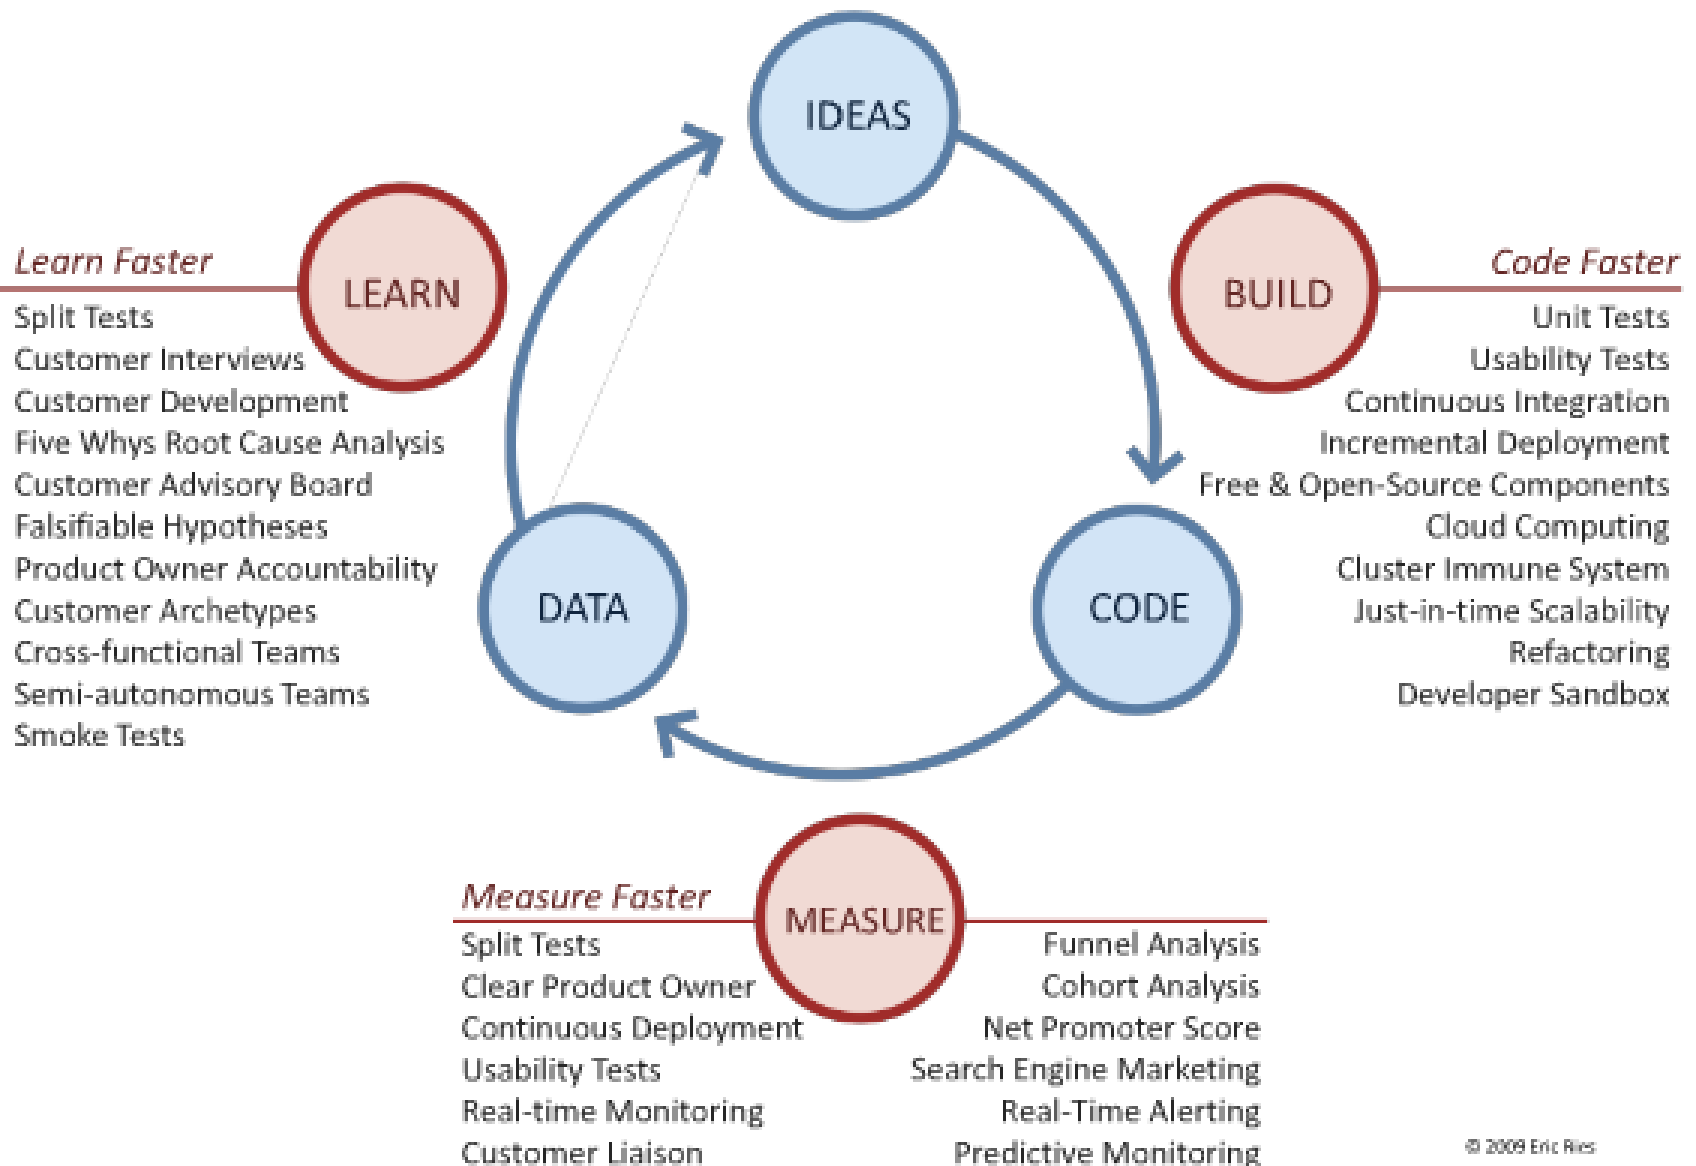 IDEAS
Learn Faster
LEARN
Split Tests
Customer Interviews
Customer Development
Five Whys Root Cause Analysis
Customer Advisory Board
Falsifiable Hypotheses
Product Owner Accountability
Customer Archetypes
Cross-functional Teams
Semi-autonomous Teams
Smoke Tests
BUILD
Code Faster
Unit Tests
Usability Tests
Continuous Integration
Incremental Deployment
Free & Open-Source Components
Cloud Computing
Cluster Immune System
Just-in-time Scalability
Refactoring
Developer Sandbox
DATA
CODE
Measure Faster
MEASURE
Split Tests
Clear Product Owner
Continuous Deployment
Usability Tests
Real-time Monitoring
Customer Liaison
Funnel Analysis
Cohort Analysis
Net Promoter Score
Search Engine Marketing
Real-Time Alerting
Predictive Monitoring
© 2009 Eric Ries